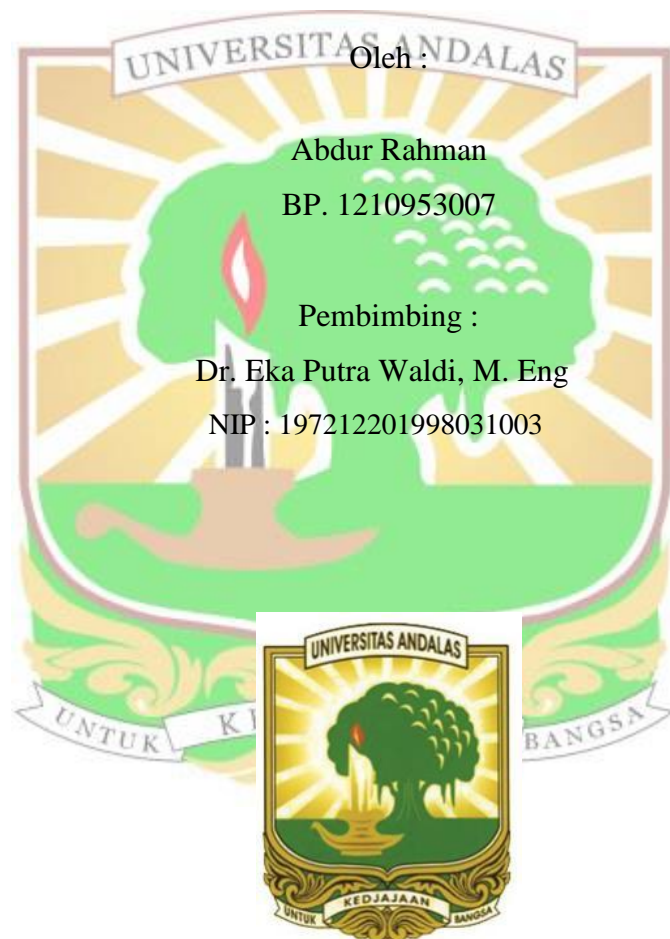 UNIVERSITAS ANDALAS
Oleh :
Abdur Rahman
BP. 1210953007
Pembimbing :
Dr. Eka Putra Waldi, M. Eng
NIP : 197212201998031003
UNIVERSITAS ANDALAS
UNTUK K BANGSA
UNTUK KEDJAJAAN BANGSA